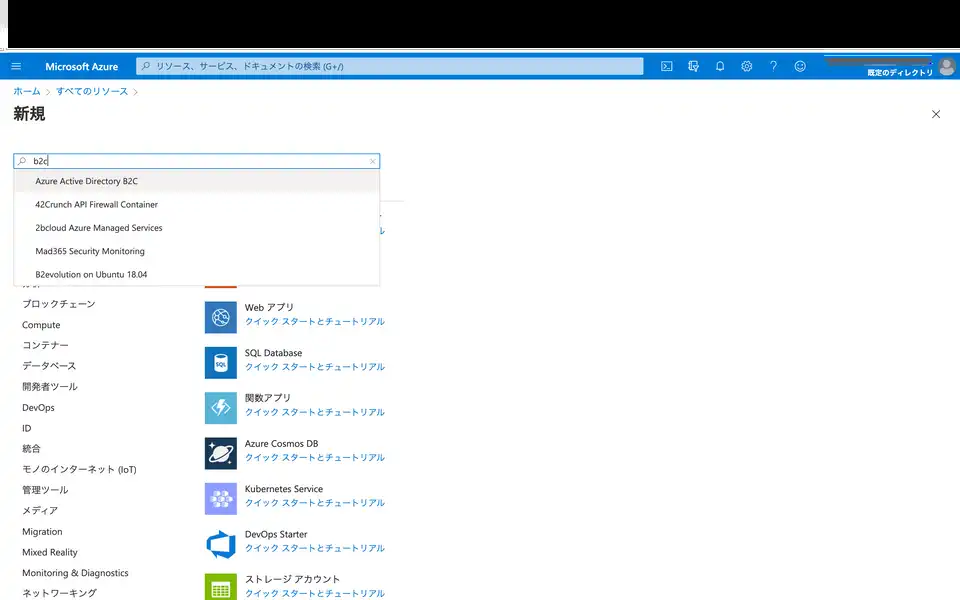 Microsoft Azure
リソース、サービス、ドキュメントの検索 (G+/)
既定のディレクトリ
ホーム > すべてのリソース >
新規
b2c
Azure Active Directory B2C
42Crunch API Firewall Container
2bcloud Azure Managed Services
Mad365 Security Monitoring
B2evolution on Ubuntu 18.04
ブロックチェーン
Compute
コンテナー
データベース
開発者ツール
DevOps
ID
統合
モノのインターネット (IoT)
管理ツール
メディア
Migration
Mixed Reality
Monitoring & Diagnostics
ネットワーキング
Web アプリ
クイック スタートとチュートリアル
SQL Database
クイック スタートとチュートリアル
関数アプリ
クイック スタートとチュートリアル
Azure Cosmos DB
クイック スタートとチュートリアル
Kubernetes Service
クイック スタートとチュートリアル
DevOps Starter
クイック スタートとチュートリアル
ストレージ アカウント
クイック スタートとチュートリアル